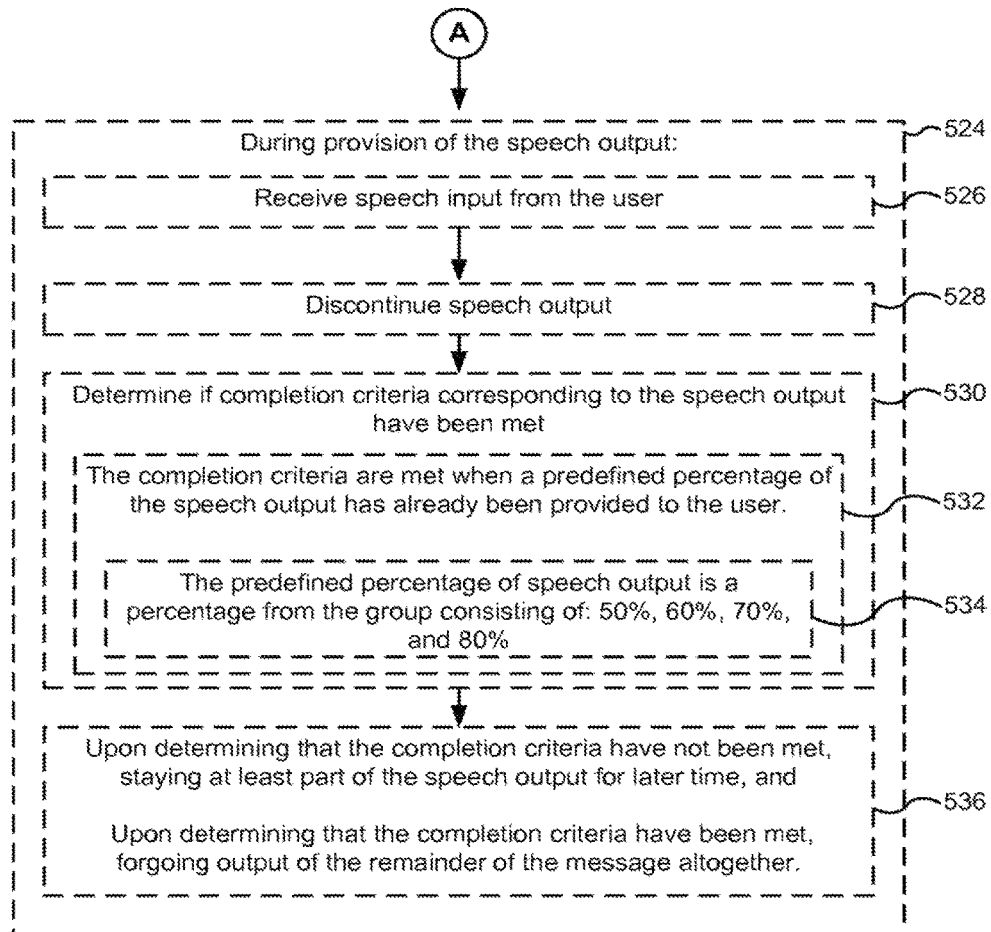 A
During provision of the speech output:
524
Receive speech input from the user
526
Discontinue speech output
528
Determine if completion criteria corresponding to the speech output
have been met
530
The completion criteria are met when a predefined percentage of
the speech output has already been provided to the user.
532
The predefined percentage of speech output is a
percentage from the group consisting of: 50%, 60%, 70%,
and 80%
534
Upon determining that the completion criteria have not been met,
staying at least part of the speech output for later time, and
Upon determining that the completion criteria have been met,
forgoing output of the remainder of the message altogether.
536